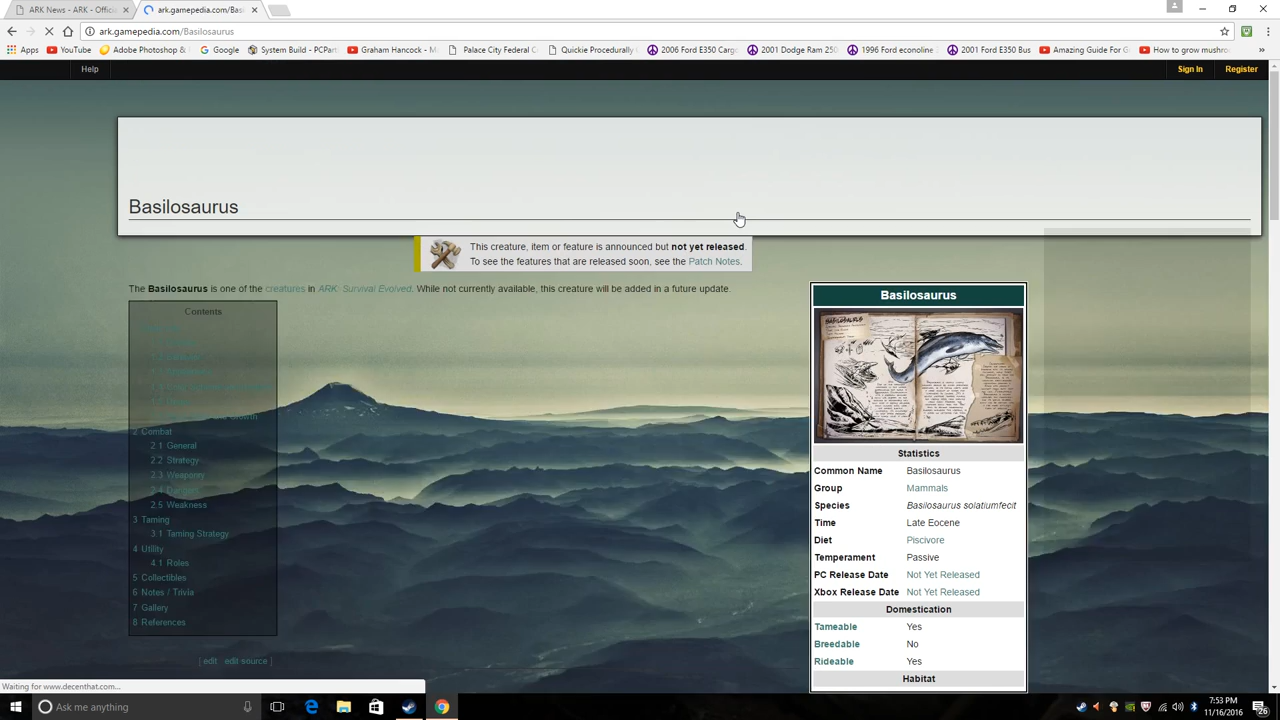 ARK News - ARK - Officia
ark.gamepedia.com/Basi
ark.gamepedia.com/Basilosaurus
Apps
YouTube
Adobe Photoshop &
Google
System Build - PCPart
Graham Hancock - M
Palace City Federal C
Quickie Procedurally
2006 Ford E350 Carg
2001 Dodge Ram 250
1996 Ford econoline
2001 Ford E350 Bus
Amazing Guide For G
How to grow mushro
»
Help
Sign In
Register
Basilosaurus
This creature, item or feature is announced but not yet released.
To see the features that are released soon, see the Patch Notes.
The Basilosaurus is one of the creatures in ARK: Survival Evolved. While not currently available, this creature will be added in a future update.
Contents
2 Combat
2.1 General
2.2 Strategy
2.3 Weaponry
2.4 Dangers
2.5 Weakness
3 Taming
3.1 Taming Strategy
4 Utility
4.1 Roles
5 Collectibles
6 Notes / Trivia
7 Gallery
8 References
[ edit edit source ]
Basilosaurus
BASILOSAURUS
Statistics
Common Name Basilosaurus
Group Mammals
Species Basilosaurus solatiumfecit
Time Late Eocene
Diet Piscivore
Temperament Passive
PC Release Date Not Yet Released
Xbox Release Date Not Yet Released
Domestication
Tameable Yes
Breedable No
Rideable Yes
Habitat
Waiting for www.decenthat.com...
Ask me anything
7:53 PM
11/16/2016
26